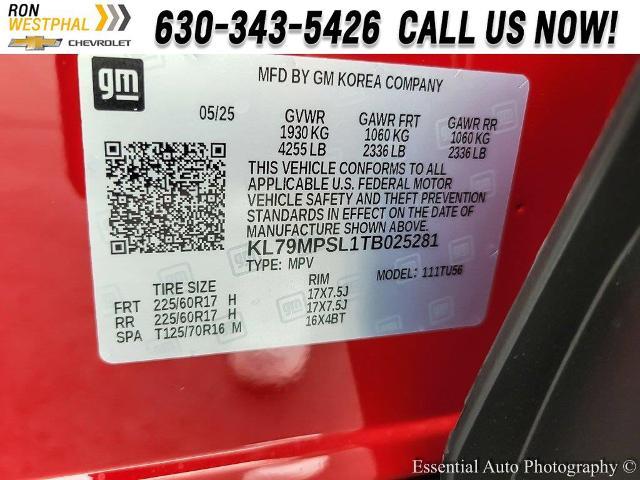 RON
WESTPHAL
CHEVROLET
630-343-5426 CALL US NOW!
gm
MFD BY GM KOREA COMPANY
05/25 GVWR GAWR FRT GAWR RR
1930 KG 1060 KG 1060 KG
4255 LB 2336 LB 2336 LB
THIS VEHICLE CONFORMS TO ALL
APPLICABLE U.S. FEDERAL MOTOR
VEHICLE SAFETY AND THEFT PREVENTION
STANDARDS IN EFFECT ON THE DATE OF
MANUFACTURE SHOWN ABOVE.
KL79MPSL1TB025281
TYPE: MPV MODEL: 111TU56
TIRE SIZE RIM
FRT 225/60R17 H 17X7.5J
RR 225/60R17 H 17X7.5J
SPA T125/70R16 M 16X4BT
Essential Auto Photography (C)